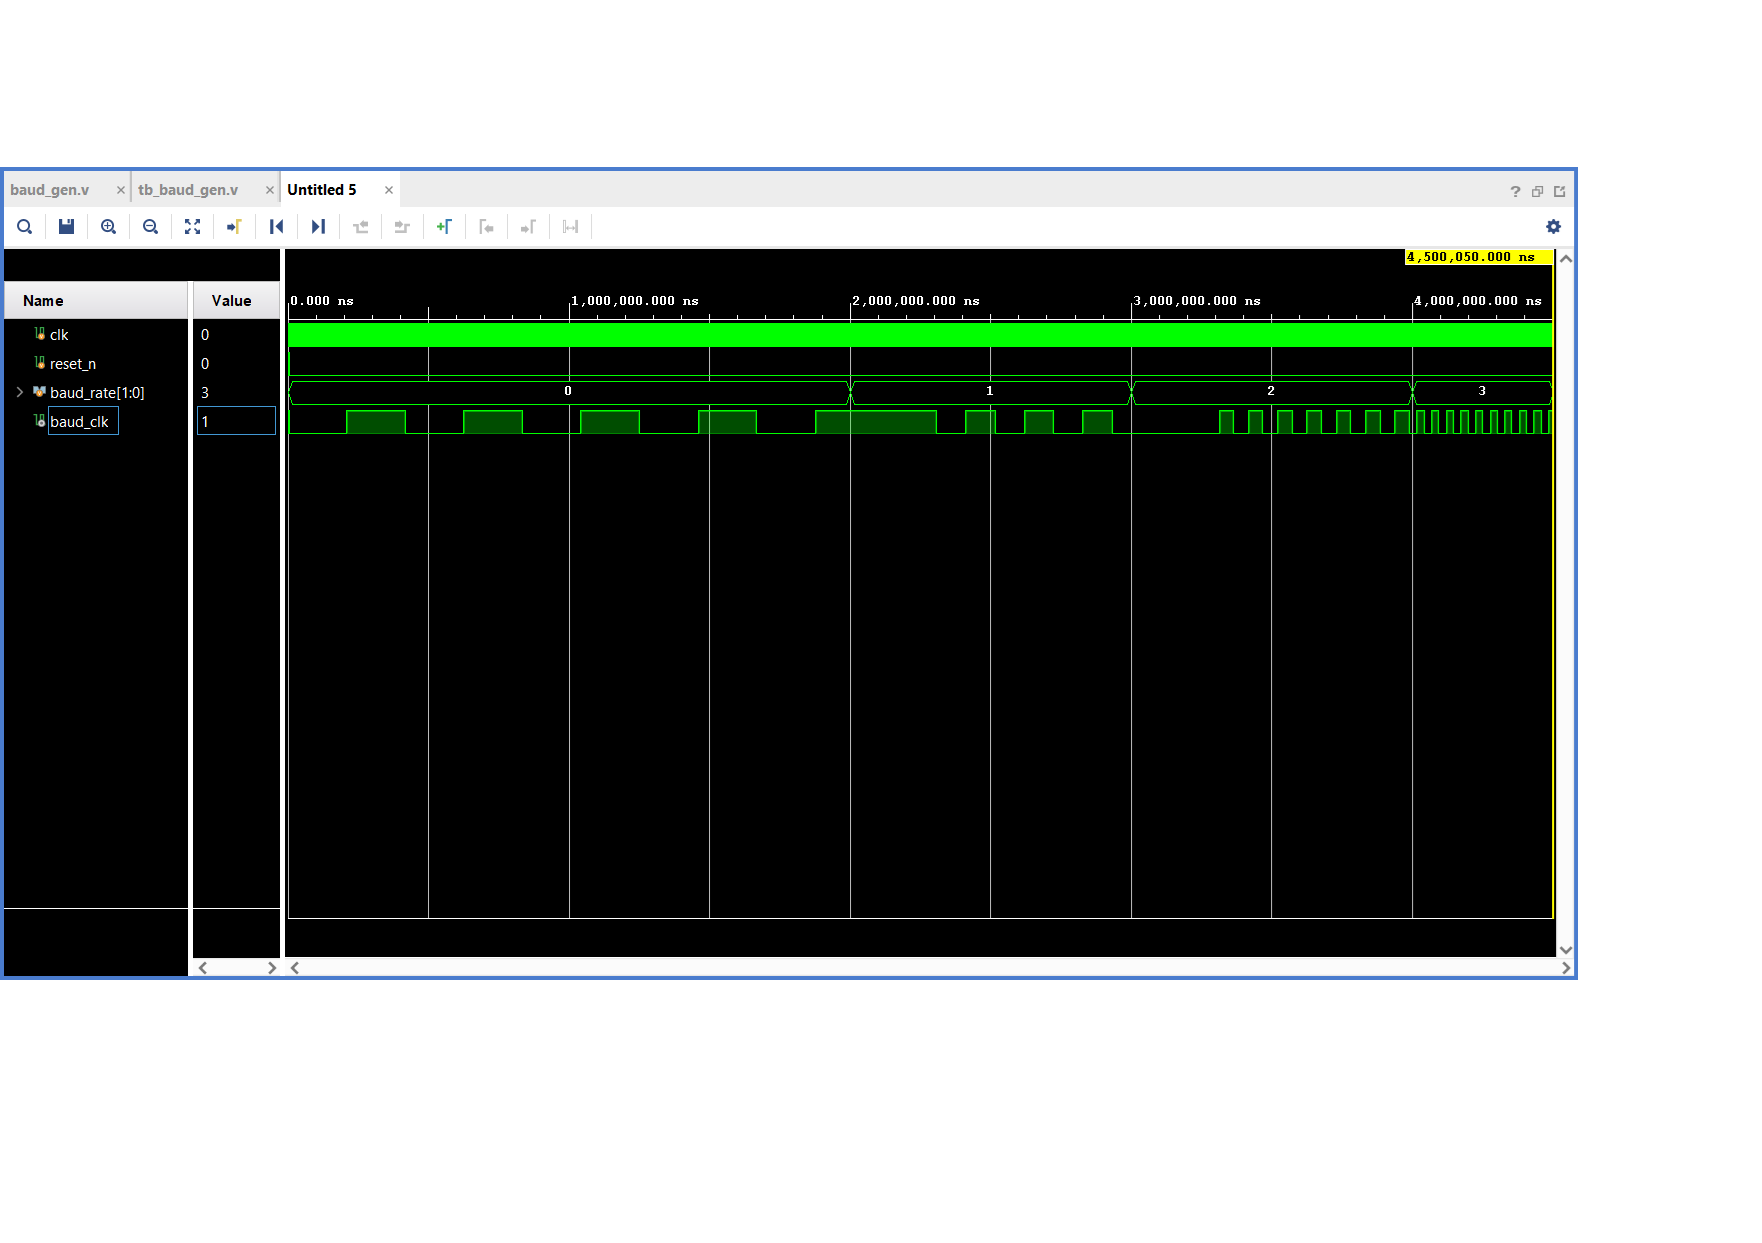 baud_gen.v × tb_baud_gen.v × Untitled 5 ×
4,500,050.000 ns
Name Value
0.000 ns 1,000,000.000 ns 2,000,000.000 ns 3,000,000.000 ns 4,000,000.000 ns
clk 0
reset_n 0
baud_rate[1:0] 3 0 1 2 3
baud_clk 1